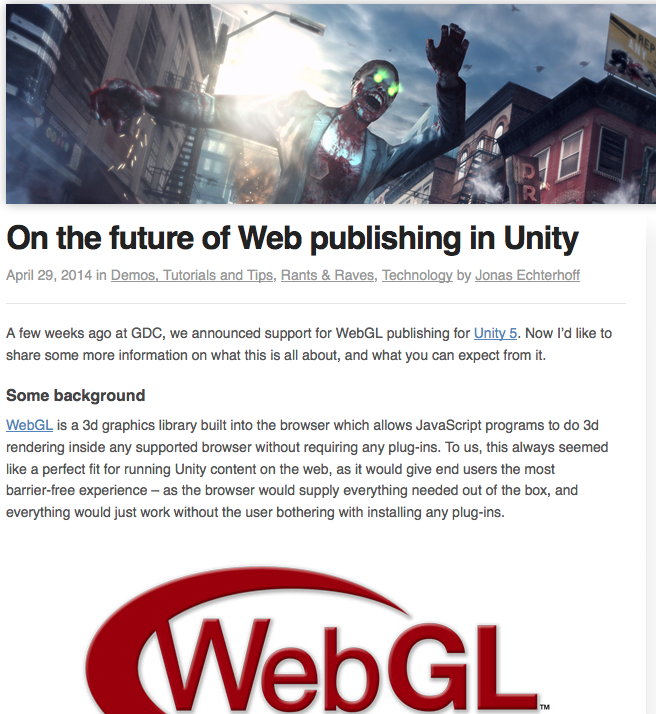 REP
DR
On the future of Web publishing in Unity
April 29, 2014 in Demos, Tutorials and Tips, Rants & Raves, Technology by Jonas Echterhoff
A few weeks ago at GDC, we announced support for WebGL publishing for Unity 5. Now I'd like to
share some more information on what this is all about, and what you can expect from it.
Some background
WebGL is a 3d graphics library built into the browser which allows JavaScript programs to do 3d
rendering inside any supported browser without requiring any plug-ins. To us, this always seemed
like a perfect fit for running Unity content on the web, as it would give end users the most
barrier-free experience – as the browser would supply everything needed out of the box, and
everything would just work without the user bothering with installing any plug-ins.
WebGL™